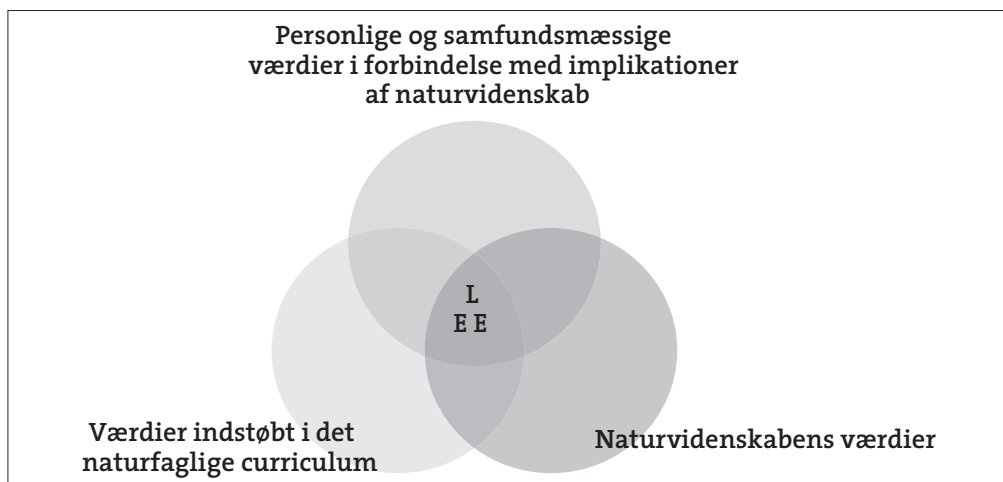 Personlige og samfundsmæssige
værdier i forbindelse med implikationer
af naturvidenskab
L
E E
Værdier indstøbt i det
naturfaglige curriculum
Naturvidenskabens værdier